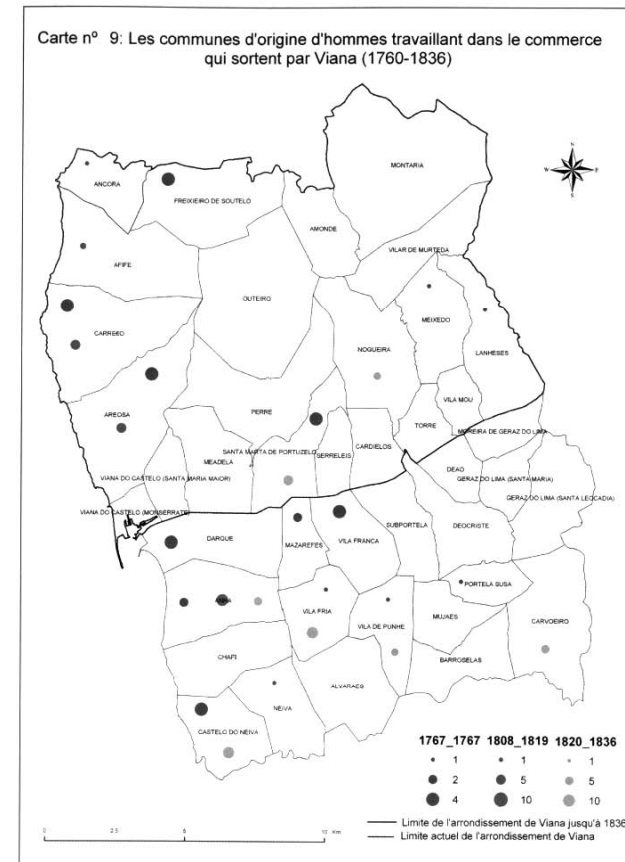 Carte nº 9: Les communes d'origine d'hommes travaillant dans le commerce
qui sortent par Viana (1760-1836)
N
W
S
MONTARIA
ANCORA
FREIXIEIRO DE SOUTELO
AMONDE
VILAR DE MURTEDA
AFIFE
OUTEIRO
MEIXEDO
CARREÇO
NOGUEIRA
LANHESES
VILA MOU
AREOSA
PERRE
TORRE
MOREIRA DE GERAZ DO LIMA
SANTA MARTA DE PORTUZELO
CARDIELOS
SERRELEIS
MEADELA
DEAO
VIANA DO CASTELO (SANTA MARIA MAIOR)
GERAZ DO LIMA (SANTA MARIA)
GERAZ DO LIMA (SANTA LEOCADIA)
VIANA DO CASTELO (MONSERRATE)
SUBPORTELA
DEOCRISTE
DARQUE
MAZAREFES
VILA FRANCA
PORTELA SUSA
ANHA
VILA FRIA
VILA DE PUNHE
MUJAES
CARVOEIRO
CHAFE
BARROSELAS
ALVARAES
NEIVA
CASTELO DO NEIVA
1767_1767 1808_1819 1820_1836
1 1 1
2 5 5
4 10 10
Limite de l'arrondissement de Viana jusqu'à 1836
Limite actuel de l'arrondissement de Viana
0 2.5 5 10 Km